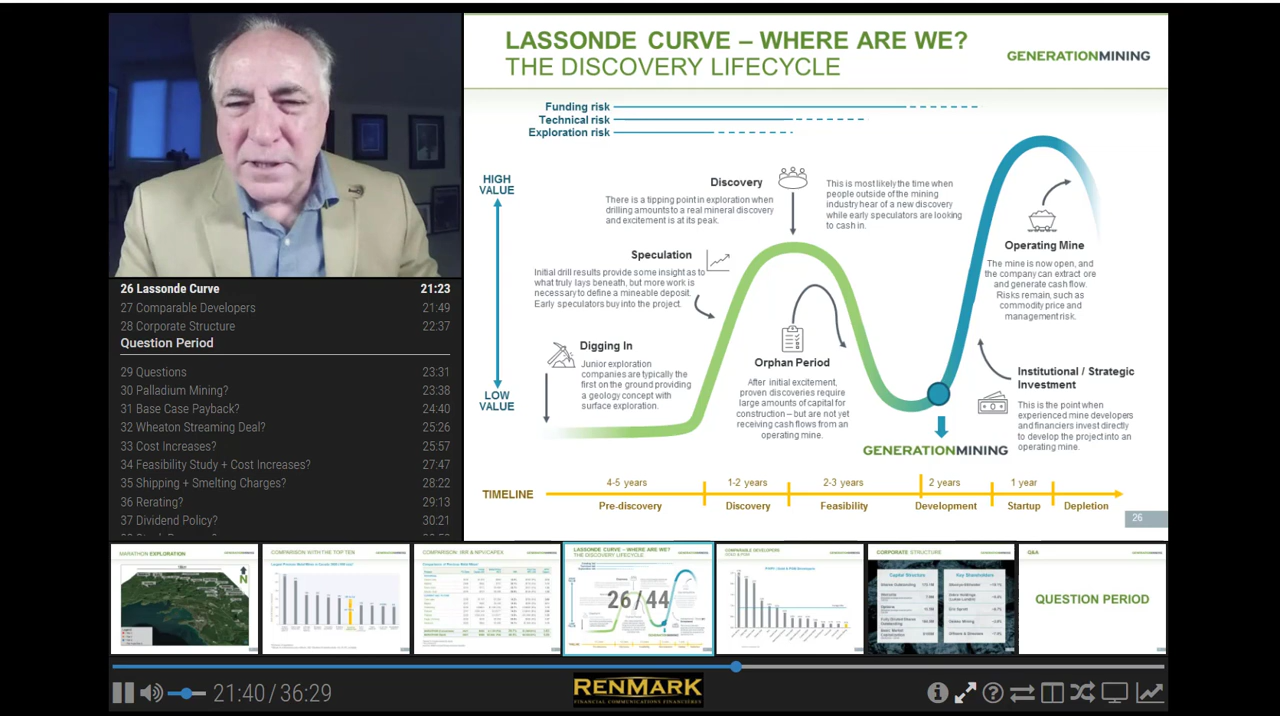 LASSONDE CURVE – WHERE ARE WE?
THE DISCOVERY LIFECYCLE
GENERATIONMINING
Funding risk
Technical risk
Exploration risk
HIGH
VALUE
LOW
VALUE
Discovery
There is a tipping point in exploration when
drilling amounts to a real mineral discovery
and excitement is at its peak.
This is most likely the time when
people outside of the mining
industry hear of a new discovery
while early speculators are looking
to cash in.
Speculation
Initial drill results provide some insight as to
what truly lays beneath, but more work is
necessary to define a mineable deposit.
Early speculators buy into the project.
Digging In
Junior exploration
companies are typically the
first on the ground providing
a geology concept with
surface exploration.
Orphan Period
After initial excitement,
proven discoveries require
large amounts of capital for
construction – but are not yet
receiving cash flows from an
operating mine.
Operating Mine
The mine is now open, and
the company can extract ore
and generate cash flow.
Risks remain, such as
commodity price and
management risk.
Institutional / Strategic
Investment
This is the point when
experienced mine developers
and financiers invest directly
to develop the project into an
operating mine.
GENERATIONMINING
TIMELINE
4-5 years
1-2 years
2-3 years
2 years
1 year
Pre-discovery
Discovery
Feasibility
Development
Startup
Depletion
26
26 Lassonde Curve 21:23
27 Comparable Developers 21:49
28 Corporate Structure 22:37
Question Period
29 Questions 23:31
30 Palladium Mining? 23:38
31 Base Case Payback? 24:40
32 Wheaton Streaming Deal? 25:26
33 Cost Increases? 25:57
34 Feasibility Study + Cost Increases? 27:47
35 Shipping + Smelting Charges? 28:22
36 Rerating? 29:13
37 Dividend Policy? 30:21
MARATHON EXPLORATION
N
COMPARISON WITH THE TOP TEN
COMPARISON: IRR & NPV/CAPEX
LASSONDE CURVE – WHERE ARE WE?
THE DISCOVERY LIFECYCLE
26/44
COMPARABLE DEVELOPERS
CORPORATE STRUCTURE
Capital Structure
Key Shareholders
Q&A
QUESTION PERIOD
21:40 / 36:29
RENMARK
FINANCIAL COMMUNICATIONS FINANCIERES